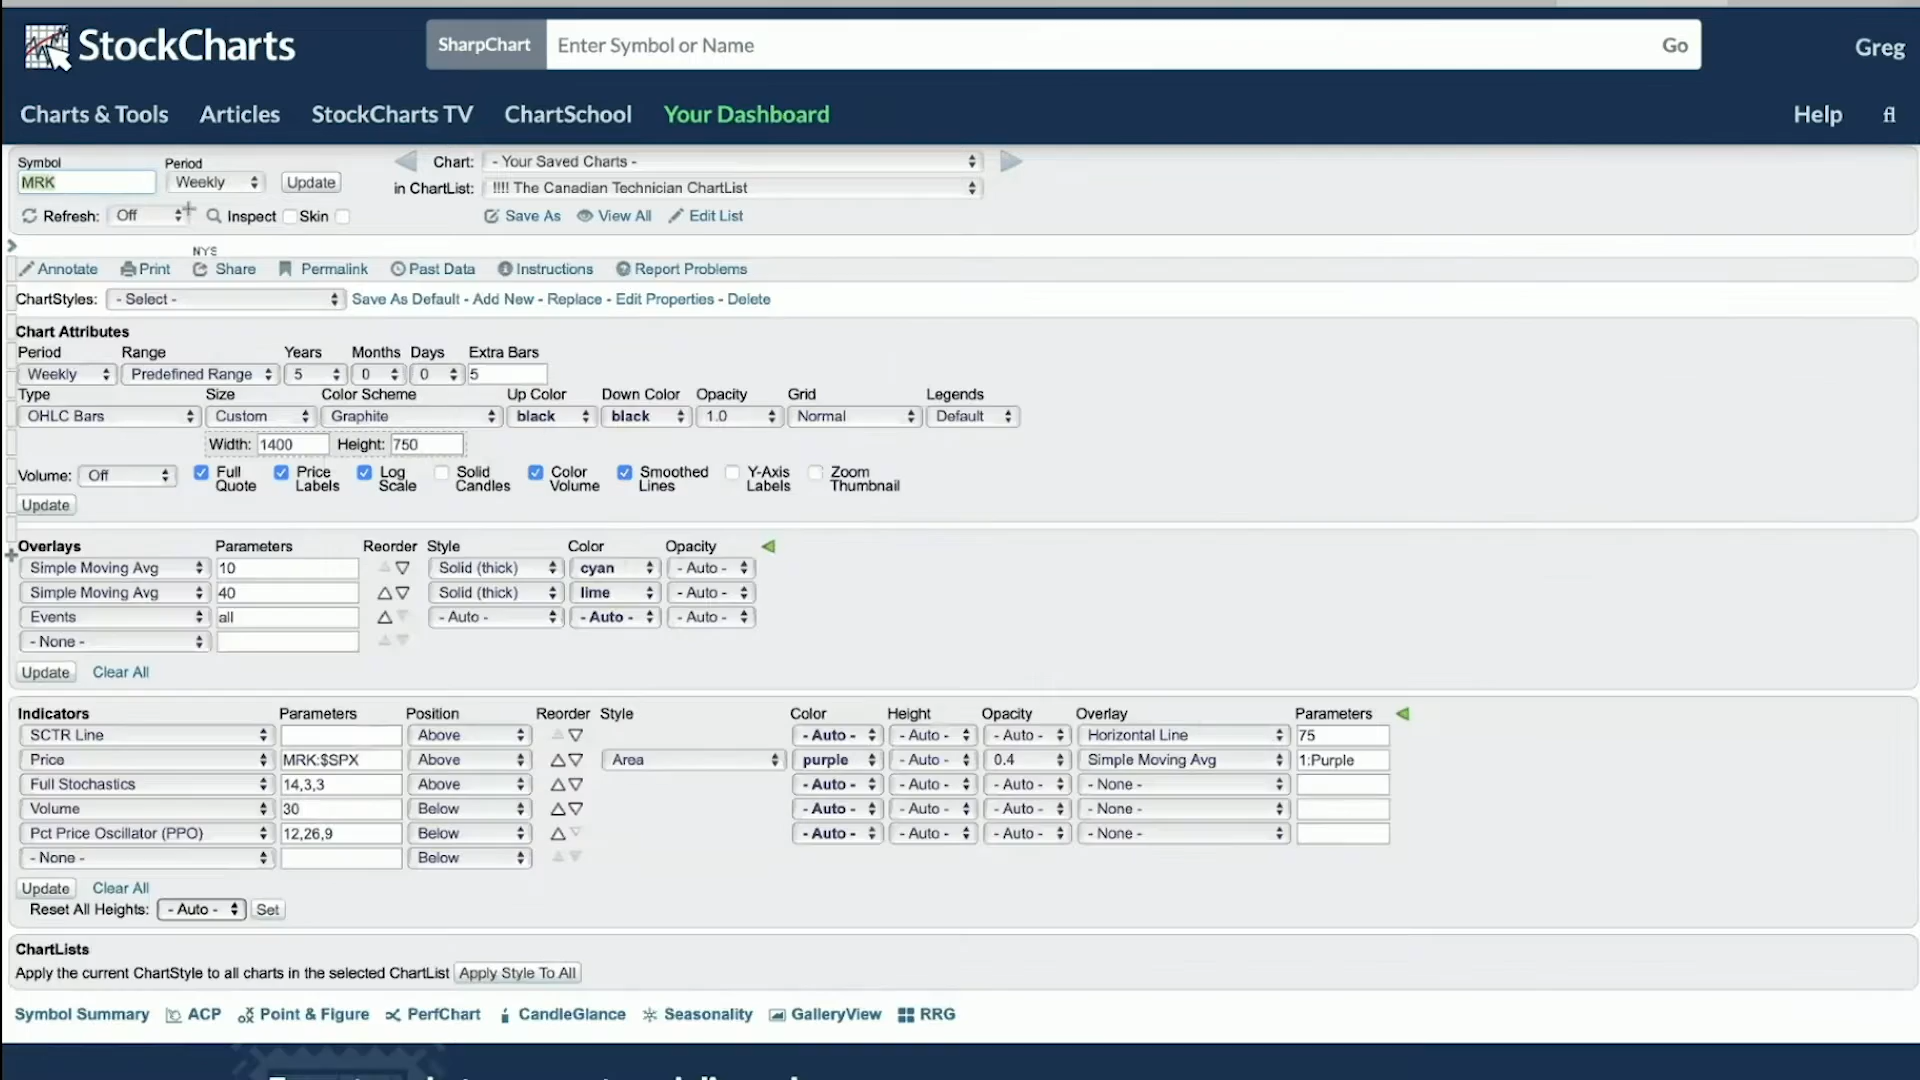 StockCharts
SharpChart Enter Symbol or Name Go Greg
Charts & Tools Articles StockCharts TV ChartSchool Your Dashboard Help
Symbol Period Chart: - Your Saved Charts -
MRK Weekly Update in ChartList: !!!! The Canadian Technician ChartList
Refresh: Off Inspect Skin Save As View All Edit List
NYS
Annotate Print Share Permalink Past Data Instructions Report Problems
ChartStyles: - Select - Save As Default - Add New - Replace - Edit Properties - Delete
Chart Attributes
Period Range Years Months Days Extra Bars
Weekly Predefined Range 5 0 0 5
Type Size Color Scheme Up Color Down Color Opacity Grid Legends
OHLC Bars Custom Graphite black black 1.0 Normal Default
Width: 1400 Height: 750
Volume: Off Full Quote Price Labels Log Scale Solid Candles Color Volume Smoothed Lines Y-Axis Labels Zoom Thumbnail
Update
Overlays Parameters Reorder Style Color Opacity
Simple Moving Avg 10 Solid (thick) cyan - Auto -
Simple Moving Avg 40 Solid (thick) lime - Auto -
Events all - Auto - - Auto - - Auto -
- None -
Update Clear All
Indicators Parameters Position Reorder Style Color Height Opacity Overlay Parameters
SCTR Line Above - Auto - - Auto - - Auto - Horizontal Line 75
Price MRK:$SPX Above Area purple - Auto - 0.4 Simple Moving Avg 1:Purple
Full Stochastics 14,3,3 Above - Auto - - Auto - - Auto - - None -
Volume 30 Below - Auto - - Auto - - Auto - - None -
Pct Price Oscillator (PPO) 12,26,9 Below - Auto - - Auto - - Auto - - None -
- None - Below
Update Clear All
Reset All Heights: - Auto - Set
ChartLists
Apply the current ChartStyle to all charts in the selected ChartList Apply Style To All
Symbol Summary ACP Point & Figure PerfChart CandleGlance Seasonality GalleryView RRG